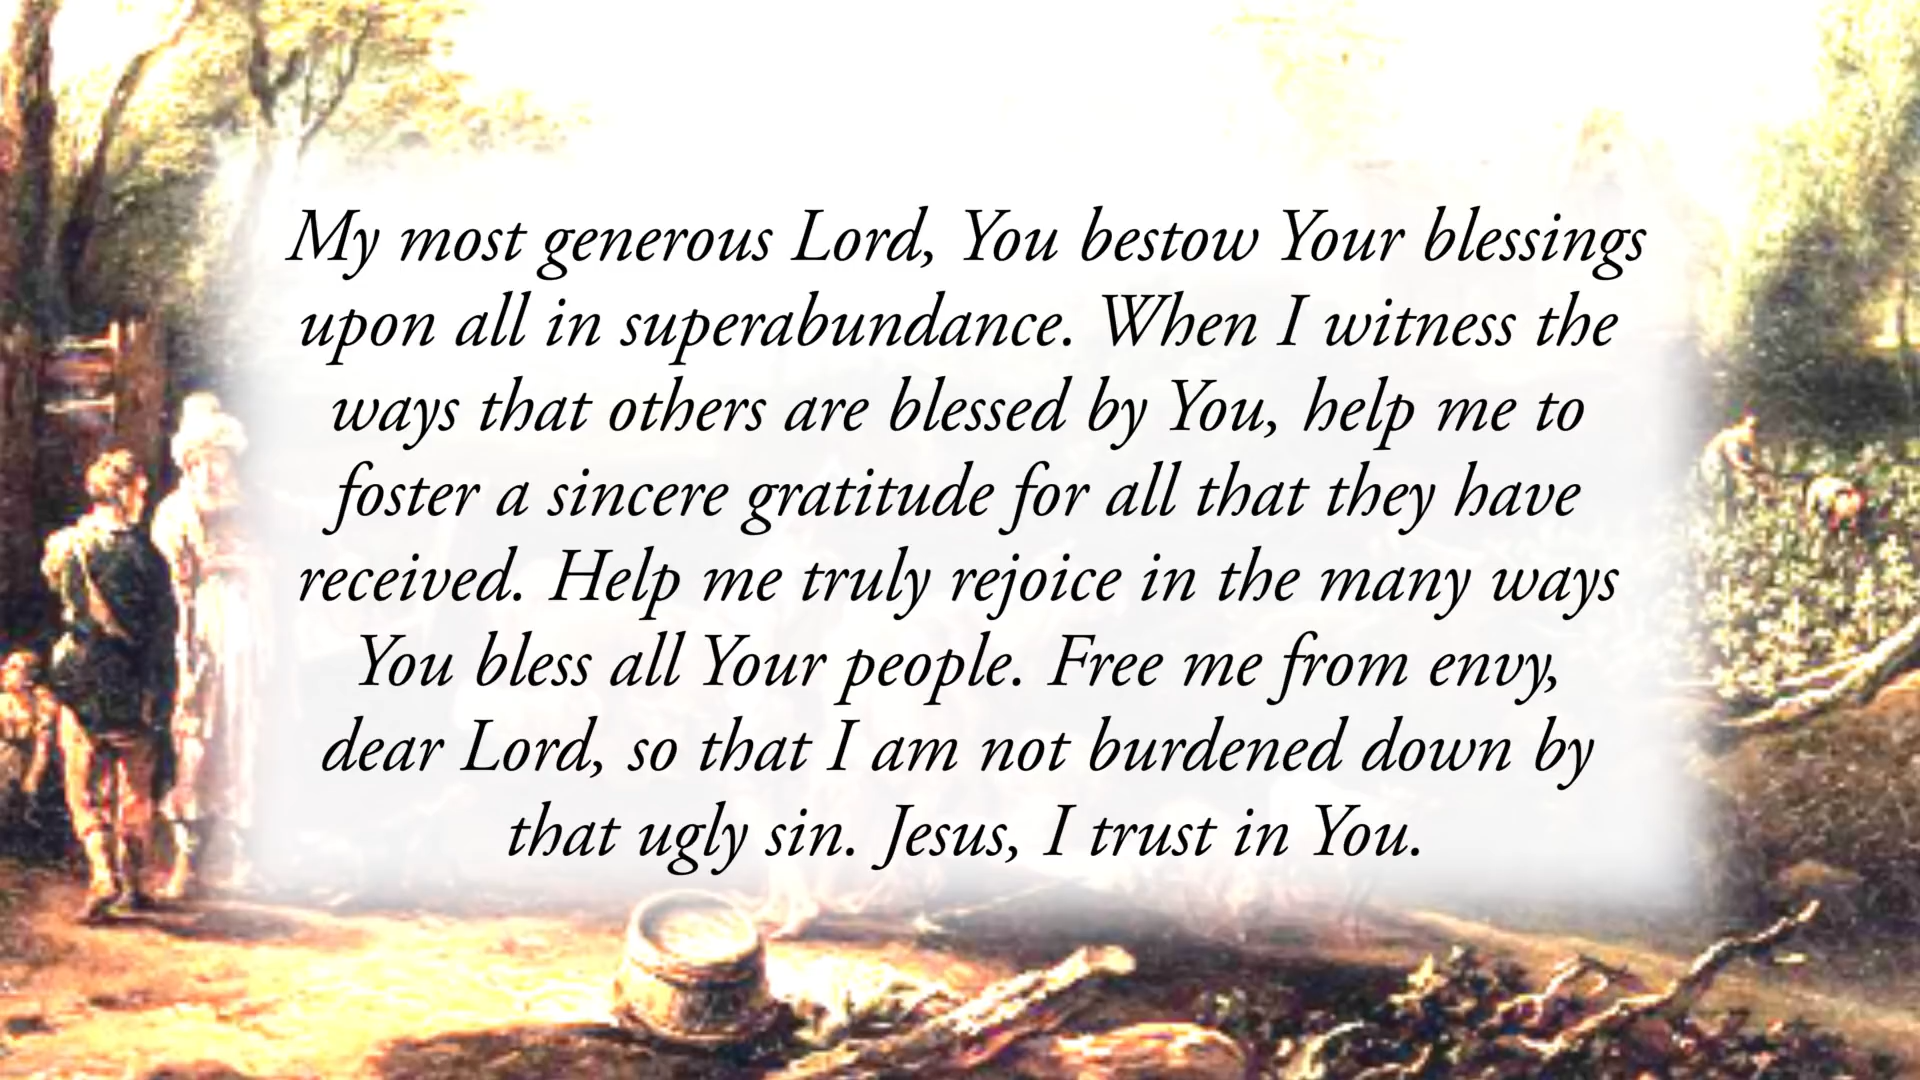 My most generous Lord, You bestow Your blessings
upon all in superabundance. When I witness the
ways that others are blessed by You, help me to
foster a sincere gratitude for all that they have
received. Help me truly rejoice in the many ways
You bless all Your people. Free me from envy,
dear Lord, so that I am not burdened down by
that ugly sin. Jesus, I trust in You.